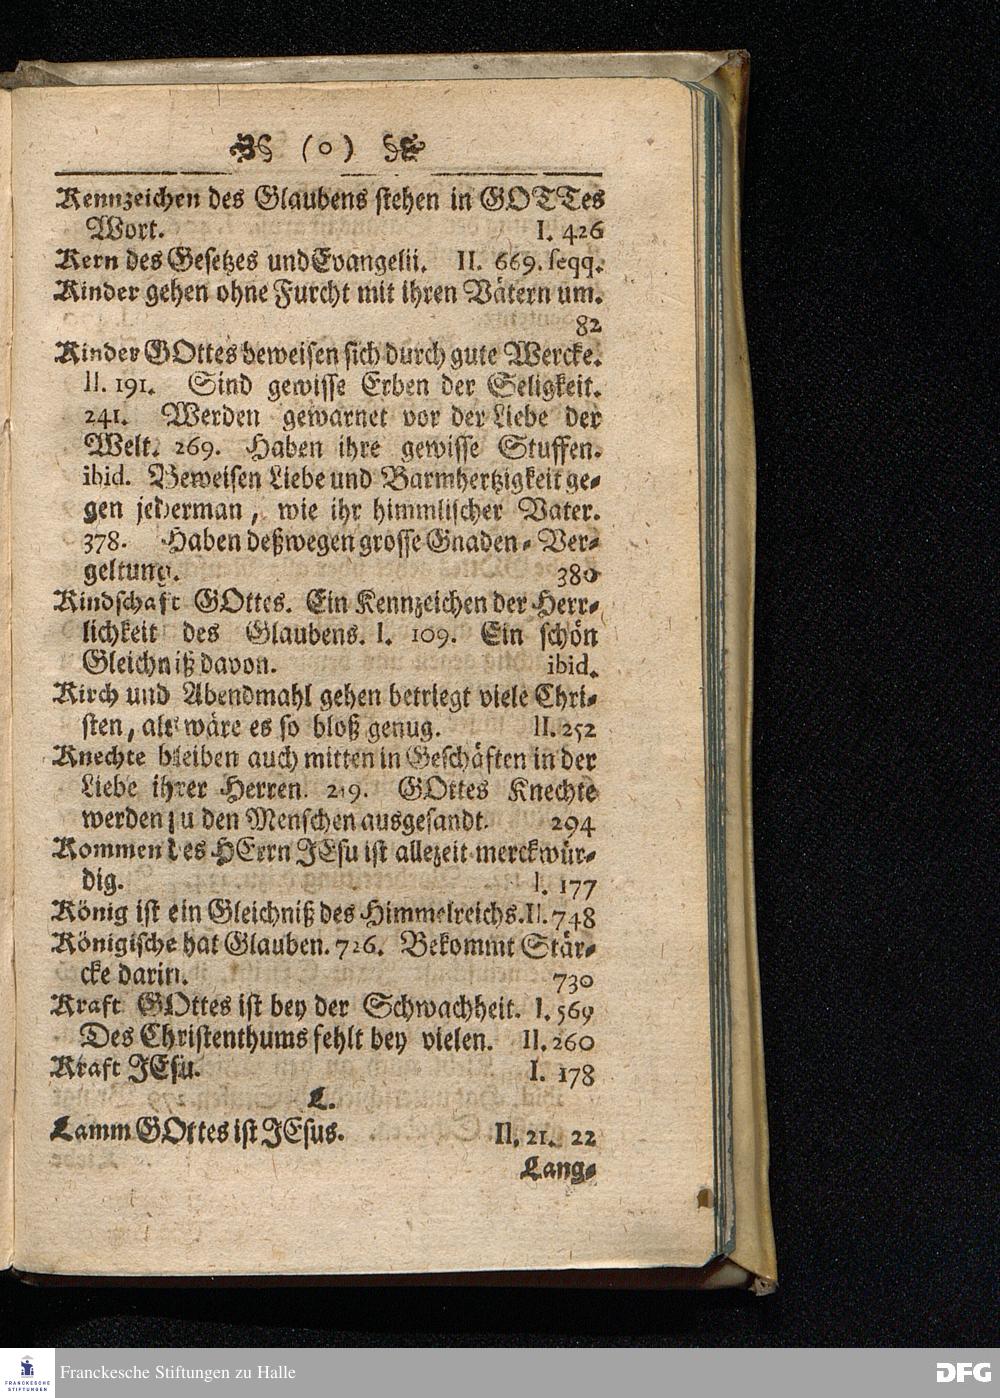 (o)
Kennzeichen des Glaubens stehen in GOTTes
Wort. I. 426
Kern des Gesetzes und Evangelii. II. 669. seqq.
Kinder gehen ohne Furcht mit ihren Vätern um.
82
Kinder GOttes beweisen sich durch gute Wercke.
II. 191. Sind gewisse Erben der Seligkeit.
241. Werden gewarnet vor der Liebe der
Welt. 269. Haben ihre gewisse Stuffen.
ibid. Beweisen Liebe und Barmhertzigkeit ge-
gen jederman, wie ihr himmlischer Vater.
378. Haben deßwegen grosse Gnaden-Ver-
geltung. 380
Kindschaft GOttes. Ein Kennzeichen der Herr-
lichkeit des Glaubens. I. 109. Ein schön
Gleichniß davon. ibid.
Kirch und Abendmahl gehen betriegt viele Chri-
sten, als wäre es so bloß genug. II. 252
Knechte bleiben auch mitten in Geschäften in der
Liebe ihrer Herren. GOttes Knechte
werden zu den Menschen ausgesandt. 294
Kommen des HErrn JEsu ist allezeit merckwür-
dig. I. 177
König ist ein Gleichniß des Himmelreichs. II. 748
Königische hat Glauben. 726. Bekommt Stär-
cke darin. 730
Kraft GOttes ist bey der Schwachheit. I. 569
Des Christenthums fehlt bey vielen. II. 260
Kraft JEsu. I. 178
L.
Lamm GOttes ist JEsus. II. 21. 22
Lang-
Franckesche Stiftungen zu Halle
FRANCKESCHE
STIFTUNGEN
DFG